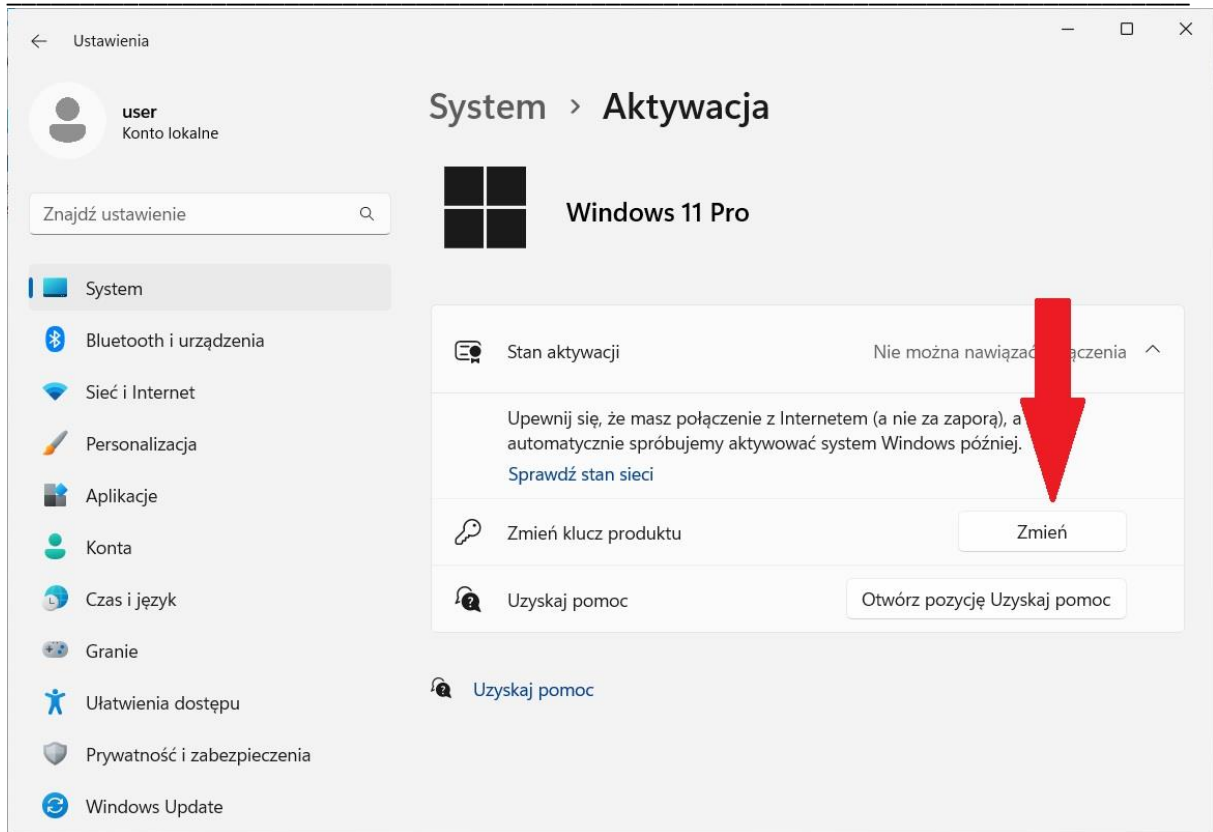 Ustawienia
user
Konto lokalne
Znajdź ustawienie
System
Bluetooth i urządzenia
Sieć i Internet
Personalizacja
Aplikacje
Konta
Czas i język
Granie
Ułatwienia dostępu
Prywatność i zabezpieczenia
Windows Update
System > Aktywacja
Windows 11 Pro
Stan aktywacji
Nie można
Upewnij się, że masz połączenie z Internetem (a nie za zaporą), a
automatycznie spróbujemy aktywować system Windows później.
Sprawdź stan sieci
Zmień klucz produktu
Zmień
Uzyskaj pomoc
Otwórz pozycję Uzyskaj pomoc
Uzyskaj pomoc